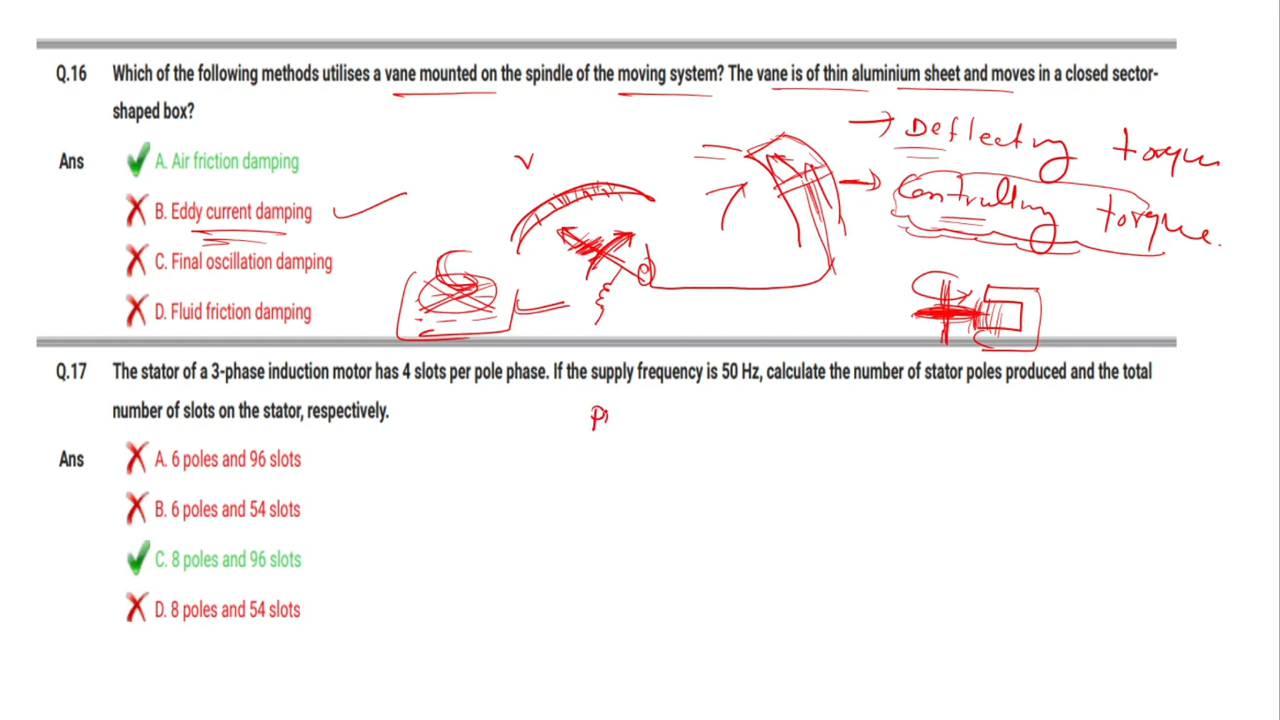 Q.16 Which of the following methods utilises a vane mounted on the spindle of the moving system? The vane is of thin aluminium sheet and moves in a closed sector-
shaped box?
Ans A. Air friction damping
B. Eddy current damping
C. Final oscillation damping
D. Fluid friction damping
→ Deflecting torque
→ Controlling torque.
Q.17 The stator of a 3-phase induction motor has 4 slots per pole phase. If the supply frequency is 50 Hz, calculate the number of stator poles produced and the total
number of slots on the stator, respectively.
Ans A. 6 poles and 96 slots
B. 6 poles and 54 slots
C. 8 poles and 96 slots
D. 8 poles and 54 slots